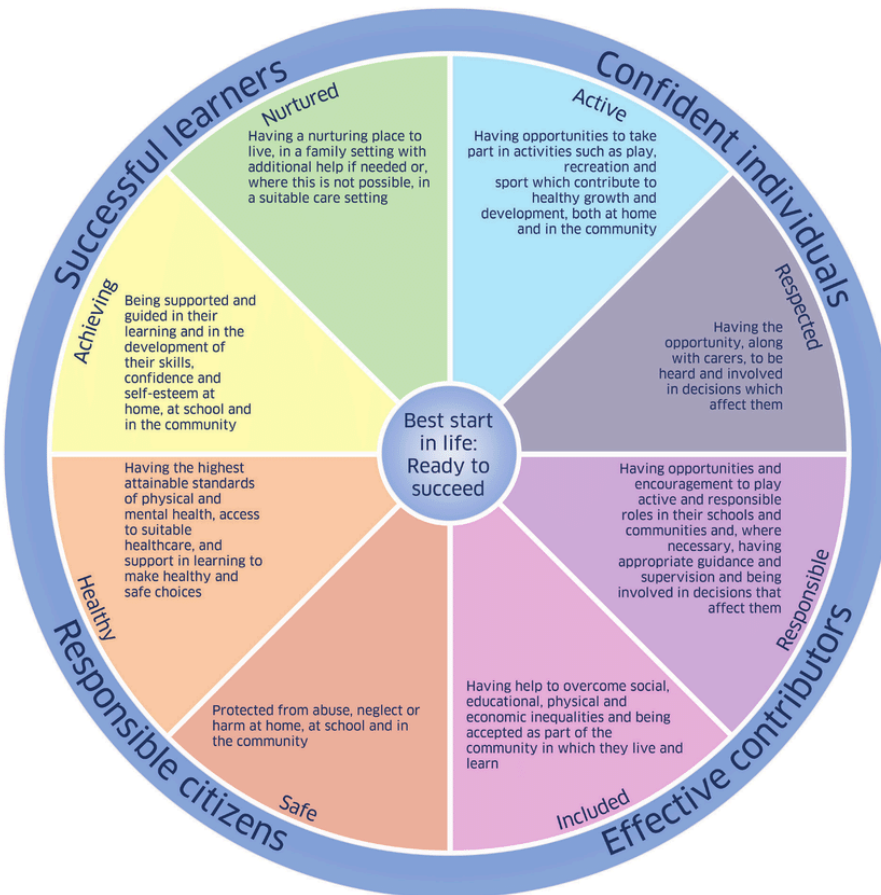 Successful learners
Confident individuals
Nurtured
Having a nurturing place to
live, in a family setting with
additional help if needed or,
where this is not possible, in
a suitable care setting
Active
Having opportunities to take
part in activities such as play,
recreation and
sport which contribute to
healthy growth and
development, both at home
and in the community
Achieving
Being supported and
guided in their
learning and in the
development of
their skills,
confidence and
self-esteem at
home, at school and
in the community
Respected
Having the
opportunity, along
with carers, to be
heard and involved
in decisions which
affect them
Best start
in life:
Ready to
succeed
Healthy
Having the highest
attainable standards
of physical and
mental health, access
to suitable
healthcare, and
support in learning to
make healthy and
safe choices
Responsible
Having opportunities and
encouragement to play
active and responsible
roles in their schools and
communities and, where
necessary, having
appropriate guidance and
supervision and being
involved in decisions that
affect them
Protected from abuse, neglect or
harm at home, at school and in
the community
Safe
Having help to overcome social,
educational, physical and
economic inequalities and being
accepted as part of the
community in which they live and
learn
Included
Responsible citizens
Effective contributors